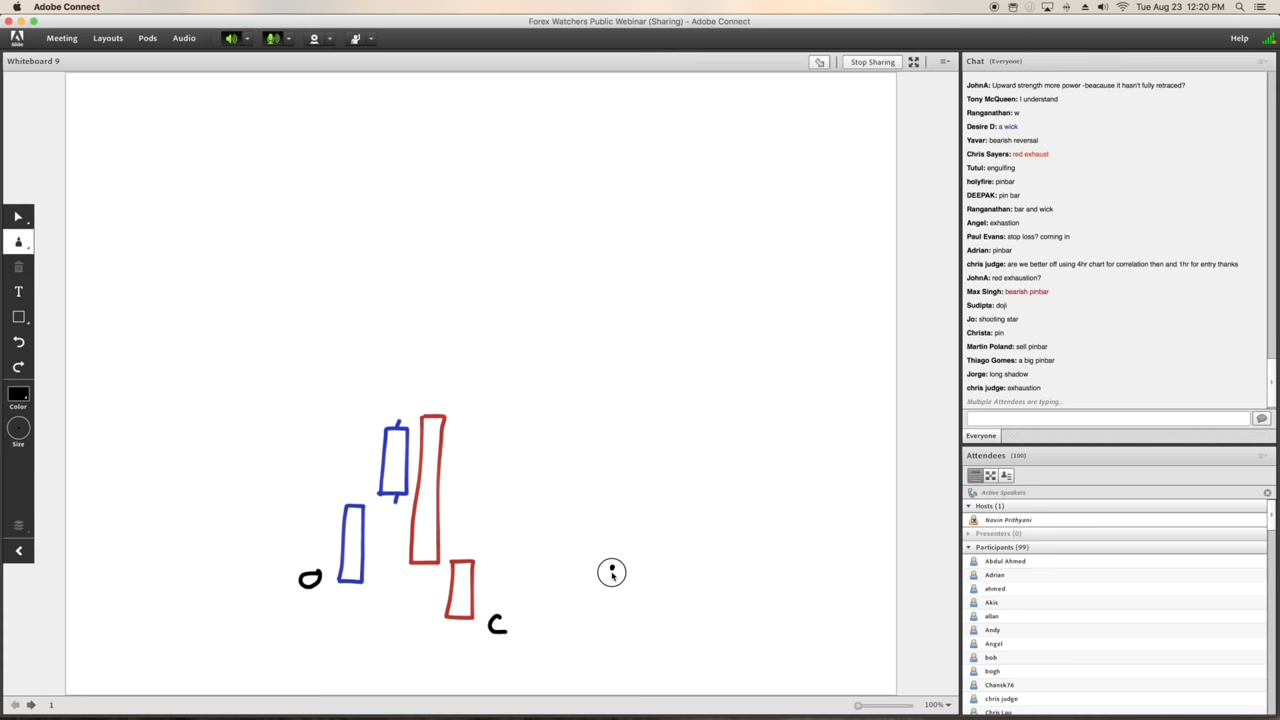 Adobe Connect
Tue Aug 23 12:20 PM
Forex Watchers Public Webinar (Sharing) - Adobe Connect
Adobe
Meeting Layouts Pods Audio
Help
Whiteboard 9
Stop Sharing
T
Color
Size
O
C
1
100%
Chat (Everyone)
JohnA: Upward strength more power -beacause it hasn't fully retraced?
Tony McQueen: I understand
Ranganathan: w
Desire D: a wick
Yavar: bearish reversal
Chris Sayers: red exhaust
Tutul: engulfing
holyfire: pinbar
DEEPAK: pin bar
Ranganathan: bar and wick
Angel: exhastion
Paul Evans: stop loss? coming in
Adrian: pinbar
chris judge: are we better off using 4hr chart for correlation then and 1hr for entry thanks
JohnA: red exhaustion?
Max Singh: bearish pinbar
Sudipta: doji
Jo: shooting star
Christa: pin
Martin Poland: sell pinbar
Thiago Gomes: a big pinbar
Jorge: long shadow
chris judge: exhaustion
Multiple Attendees are typing...
Everyone
Attendees (100)
Active Speakers
Hosts (1)
Navin Prithyani
Presenters (0)
Participants (99)
Abdul Ahmed
Adrian
ahmed
Akis
allan
Andy
Angel
bob
bogh
Chansk76
chris judge
Chris Lau